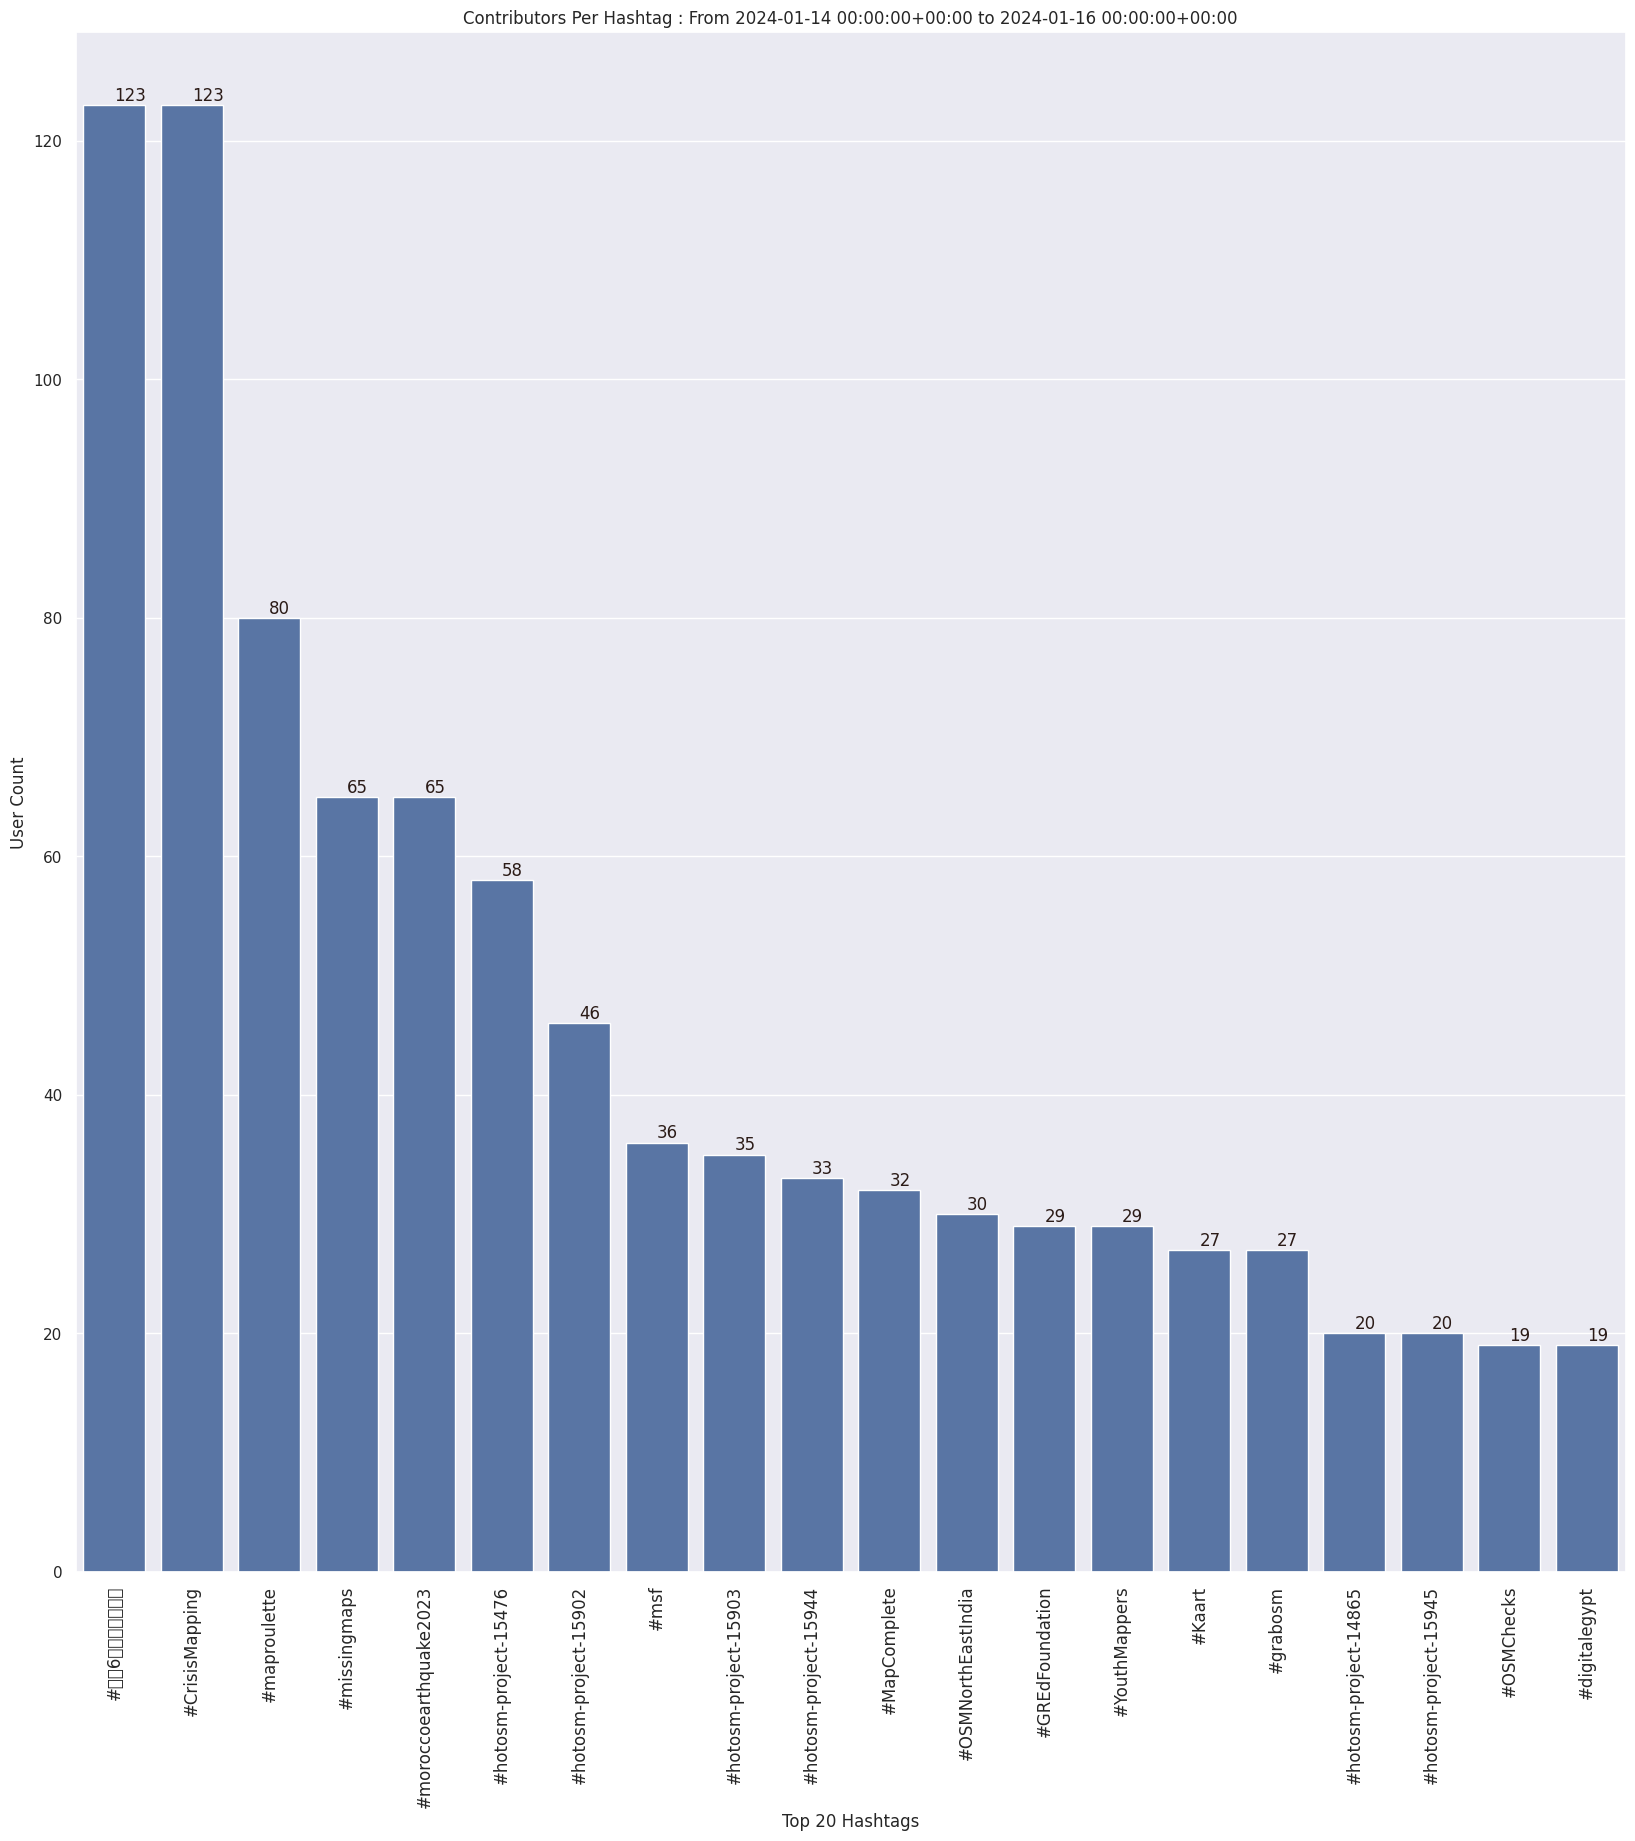 Contributors Per Hashtag : From 2024-01-14 00:00:00+00:00 to 2024-01-16 00:00:00+00:00
User Count
120
100
80
60
40
20
0
123
123
80
65
65
58
46
36
35
33
32
30
29
29
27
27
20
20
19
19
#CrisisMapping
#maproulette
#missingmaps
#moroccoearthquake2023
#hotosm-project-15476
#hotosm-project-15902
#msf
#hotosm-project-15903
#hotosm-project-15944
#MapComplete
#OSMNorthEastIndia
#GREdFoundation
#YouthMappers
#Kaart
#grabosm
#hotosm-project-14865
#hotosm-project-15945
#OSMChecks
#digitalegypt
Top 20 Hashtags